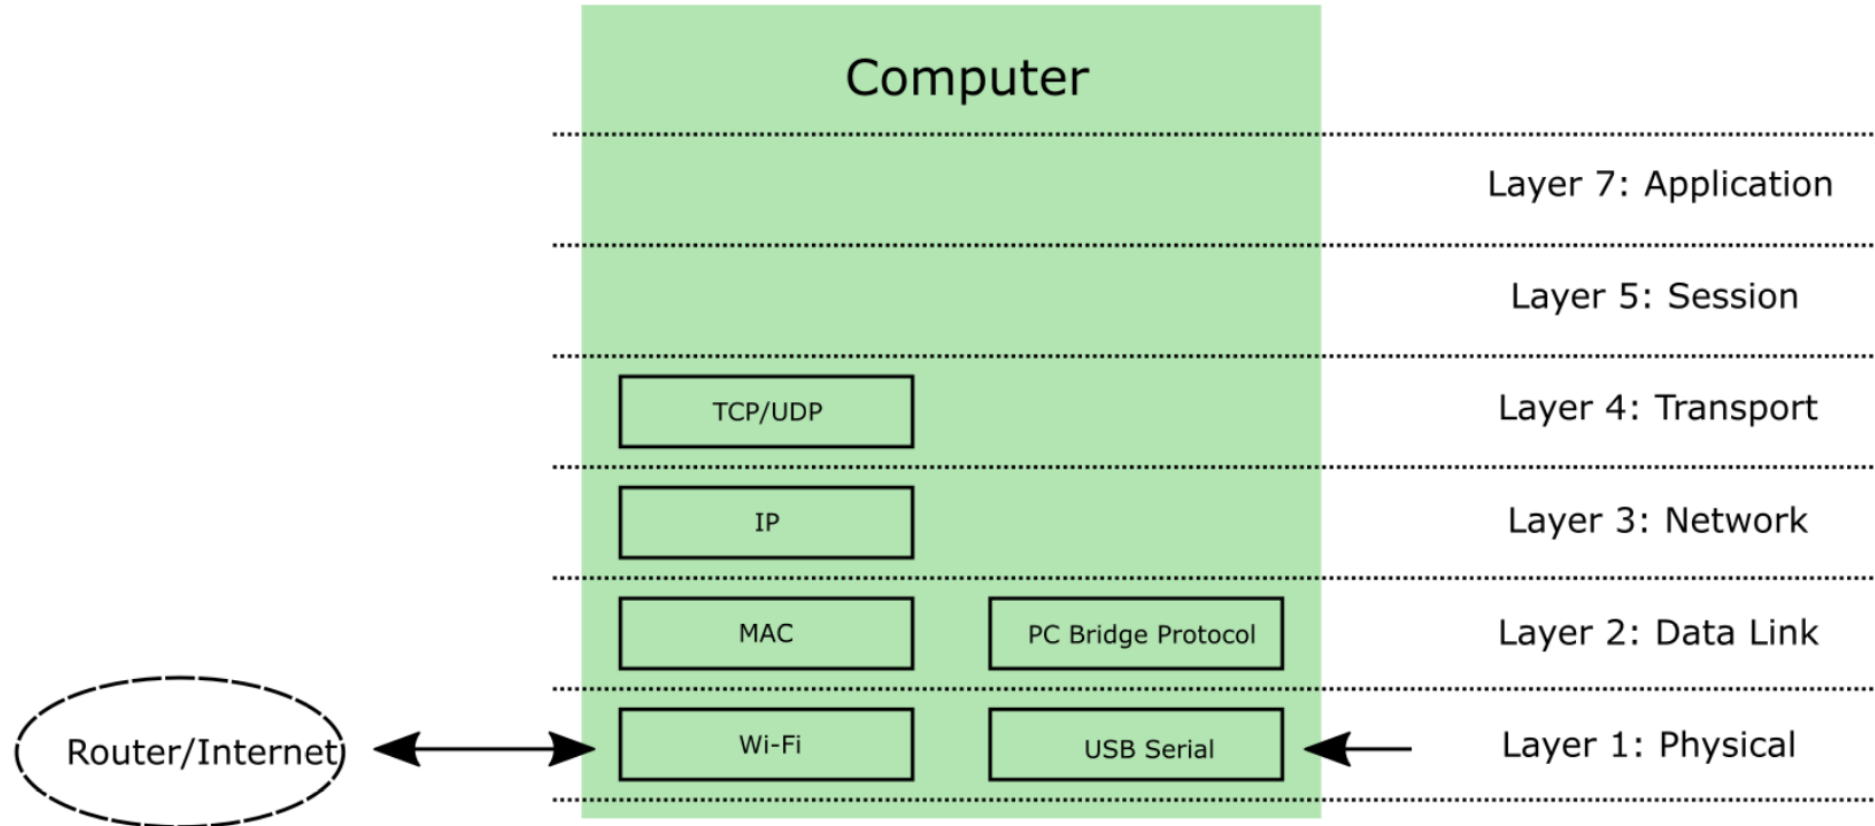 Computer
Layer 7: Application
Layer 5: Session
TCP/UDP
Layer 4: Transport
IP
Layer 3: Network
MAC
PC Bridge Protocol
Layer 2: Data Link
Router/Internet
Wi-Fi
USB Serial
Layer 1: Physical